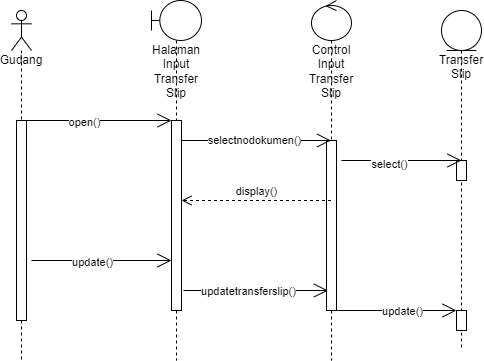 Gudang
Halaman
Input
Transfer
Slip
Control
Input
Transfer
Slip
Transfer
Slip
open()
selectnodokumen()
select()
display()
update()
updatetransferslip()
update()